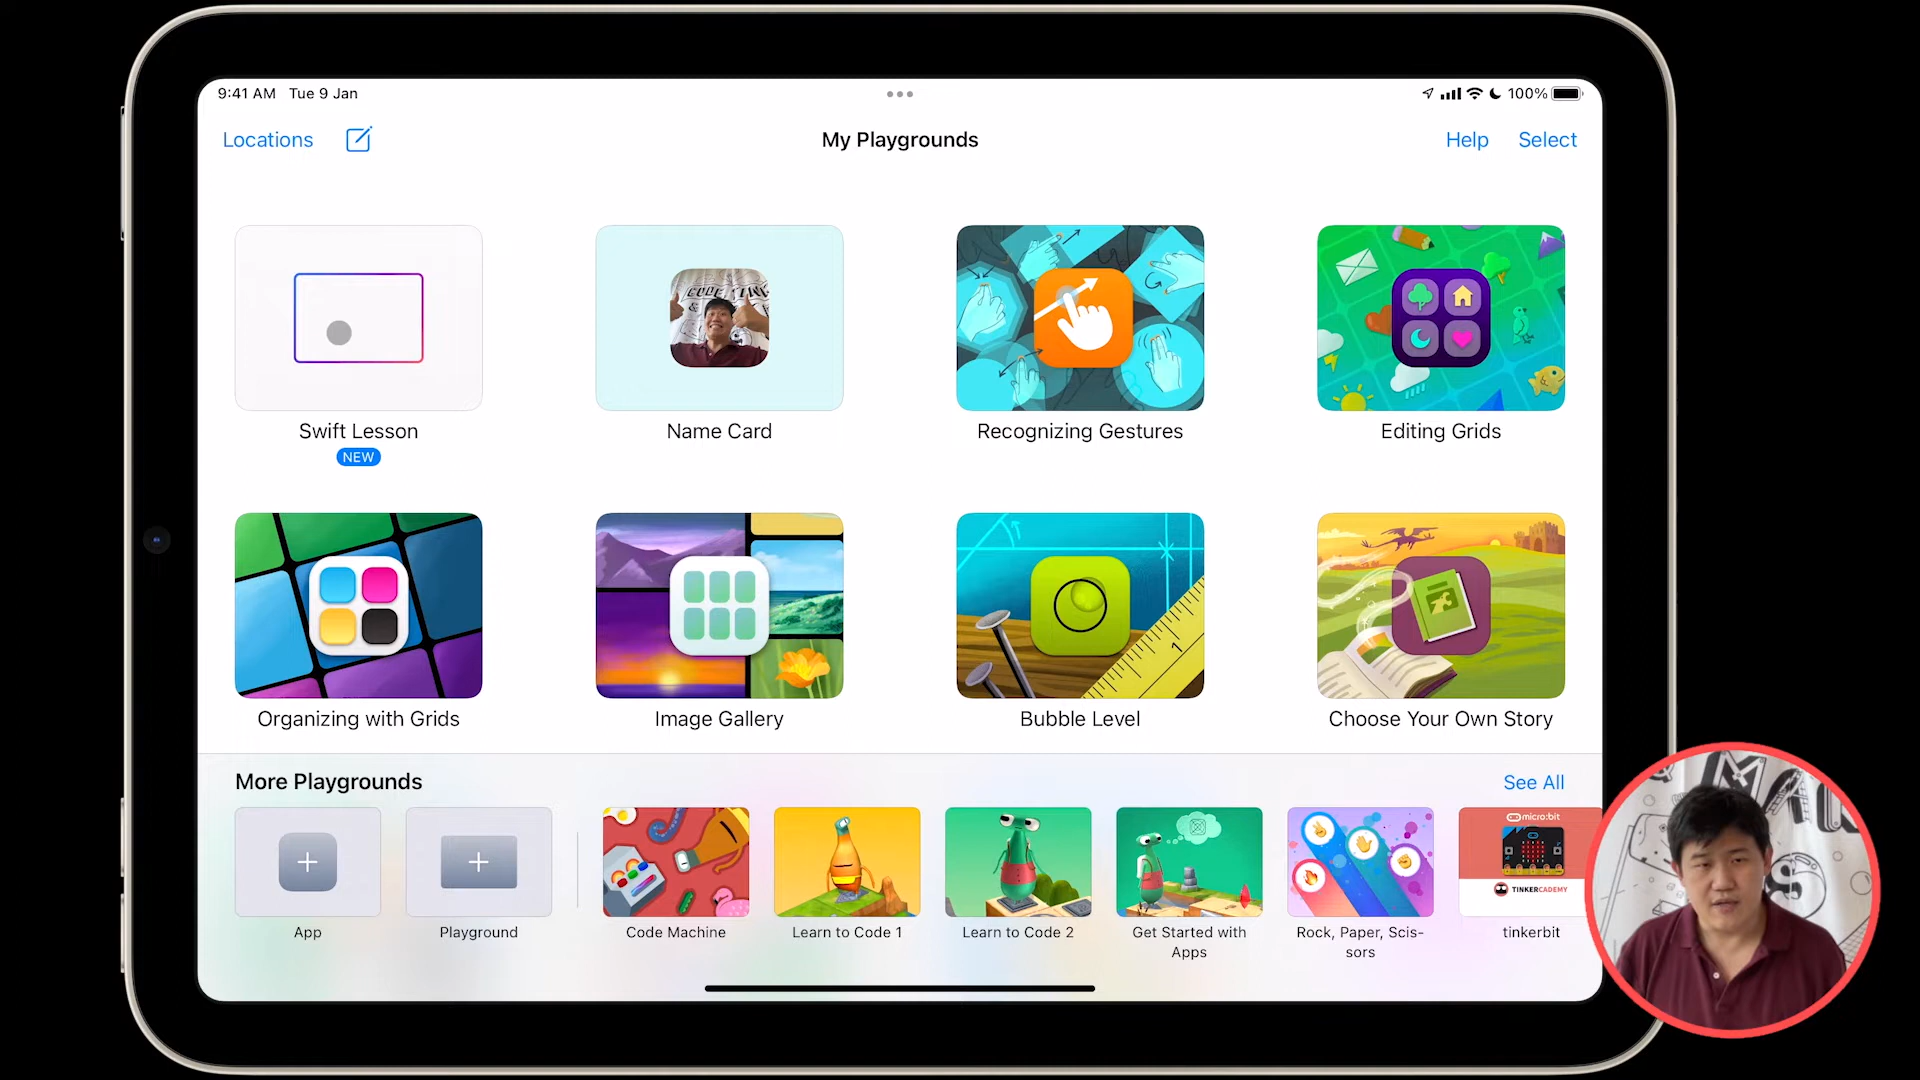 9:41 AM Tue 9 Jan
100%
Locations
My Playgrounds
Help
Select
Swift Lesson
NEW
Name Card
Recognizing Gestures
Editing Grids
Organizing with Grids
Image Gallery
1
Bubble Level
Choose Your Own Story
More Playgrounds
See All
App
Playground
Code Machine
Learn to Code 1
Learn to Code 2
Get Started with
Apps
Rock, Paper, Scis-
sors
micro:bit
TINKERCADEMY
tinkerbit